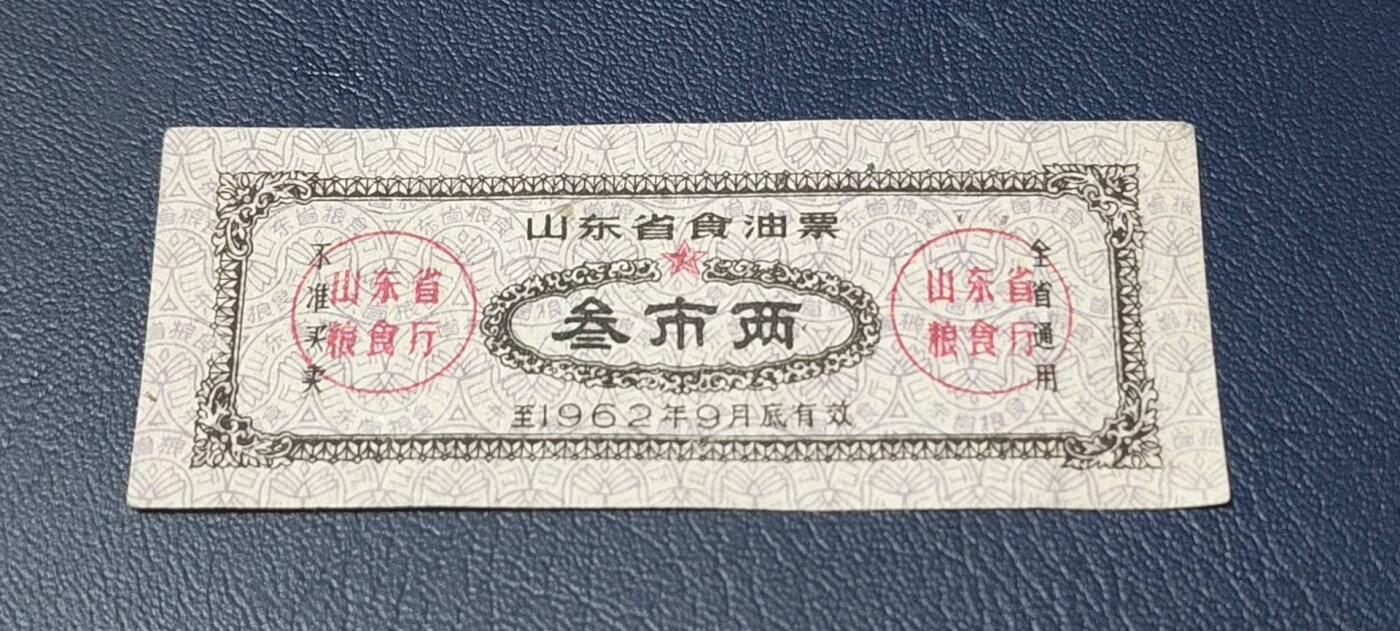 山东省食油票
叁市两
至1962年9月底有效
不准买卖
全省通用
山东省
粮食厅
山东省
粮食厅